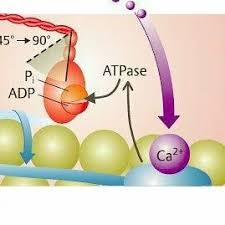 45° → 90°
Pi
ATPase
ADP
Ca²⁺